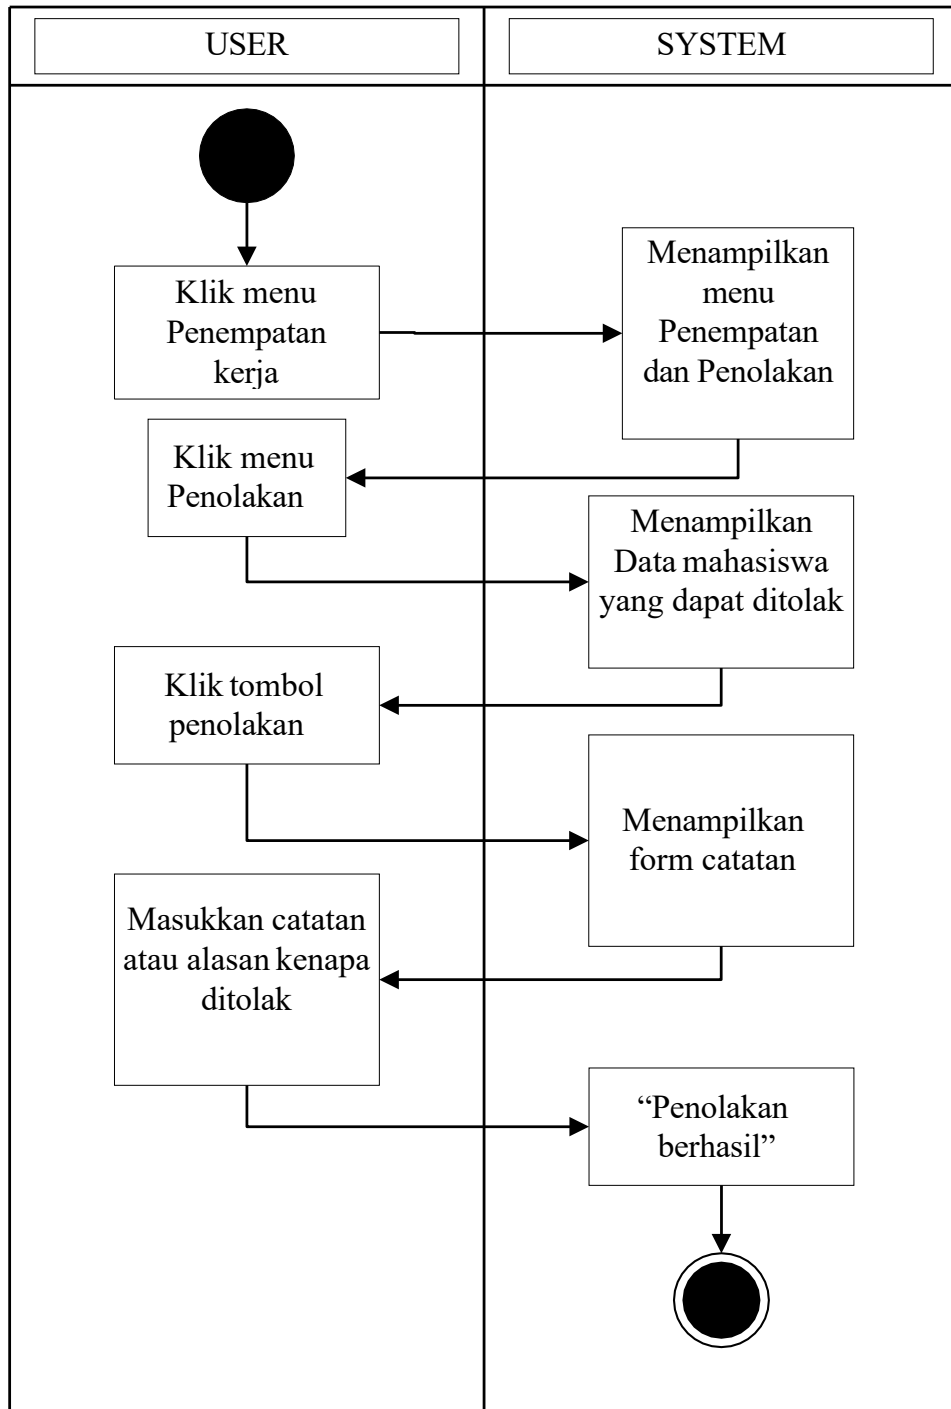 USER
SYSTEM
Klik menu
Penempatan
kerja
Menampilkan
menu
Penempatan
dan Penolakan
Klik menu
Penolakan
Menampilkan
Data mahasiswa
yang dapat ditolak
Klik tombol
penolakan
Menampilkan
form catatan
Masukkan catatan
atau alasan kenapa
ditolak
“Penolakan
berhasil”